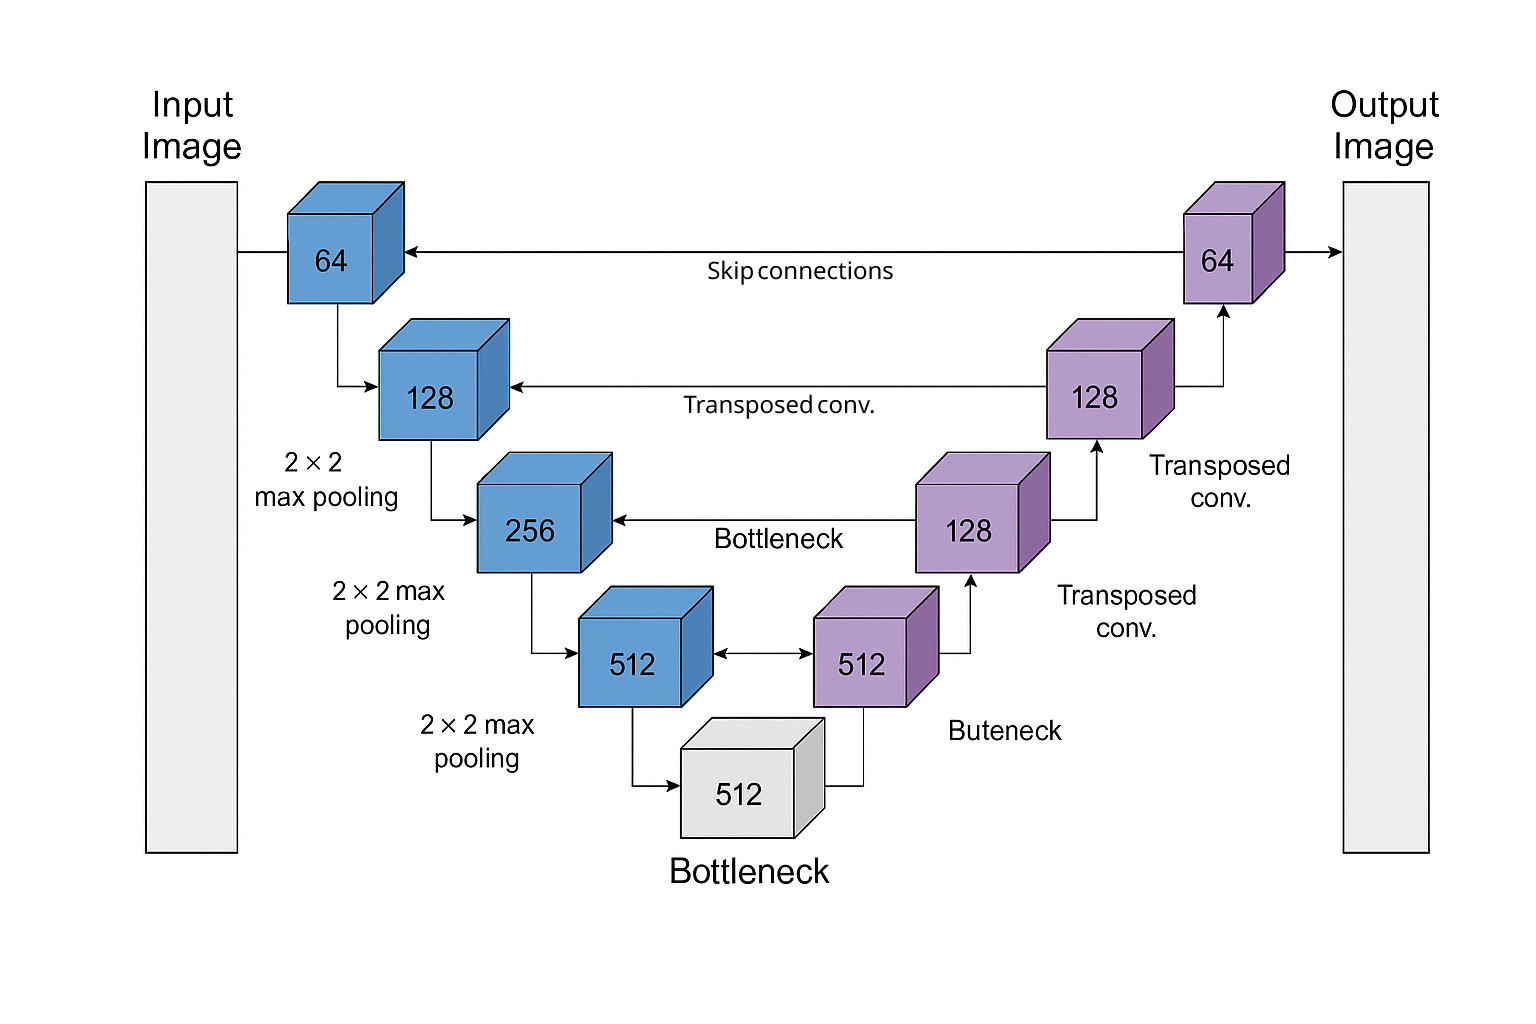 Input
Image
Output
Image
64
64
Skip connections
128
128
Transposed conv.
2 × 2
max pooling
Transposed
conv.
256
128
Bottleneck
2 × 2 max
pooling
Transposed
conv.
512
512
2 × 2 max
pooling
Buteneck
512
Bottleneck